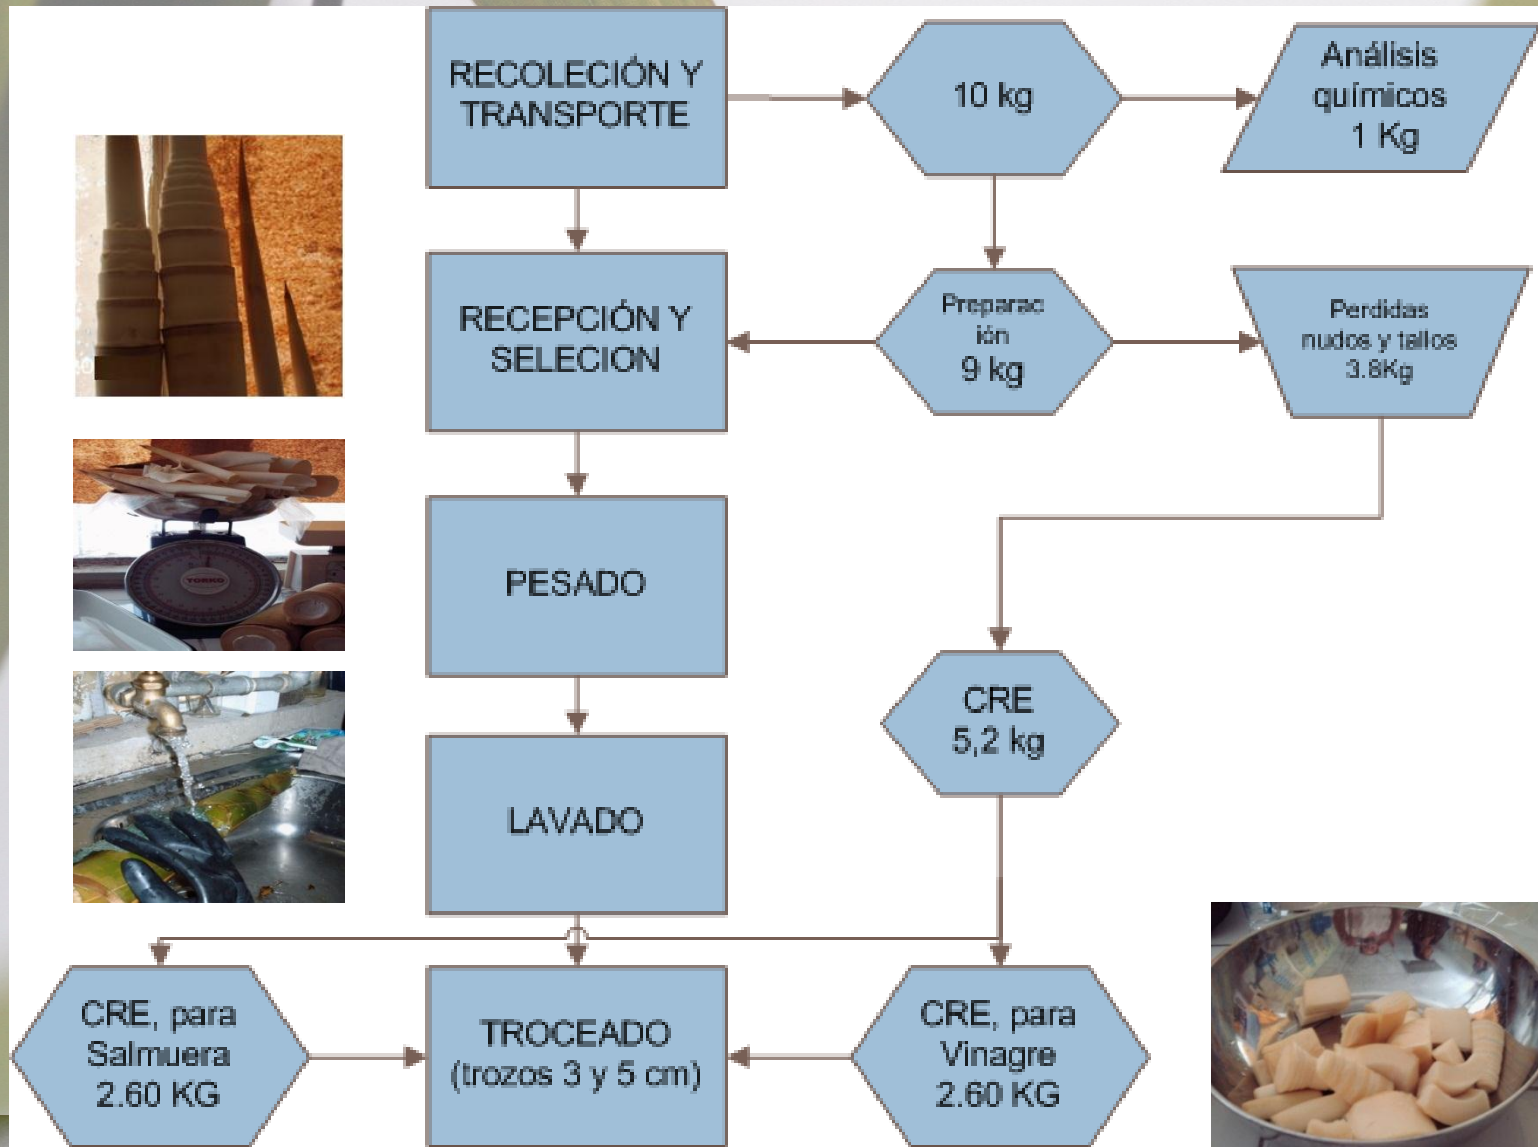 RECOLECIÓN Y
TRANSPORTE
10 kg
Análisis
químicos
1 Kg
RECEPCIÓN Y
SELECION
Preparac
ión
9 kg
Perdidas
nudos y tallos
3.8Kg
PESADO
TORKO
CRE
5,2 kg
LAVADO
CRE, para
Salmuera
2.60 KG
TROCEADO
(trozos 3 y 5 cm)
CRE, para
Vinagre
2.60 KG